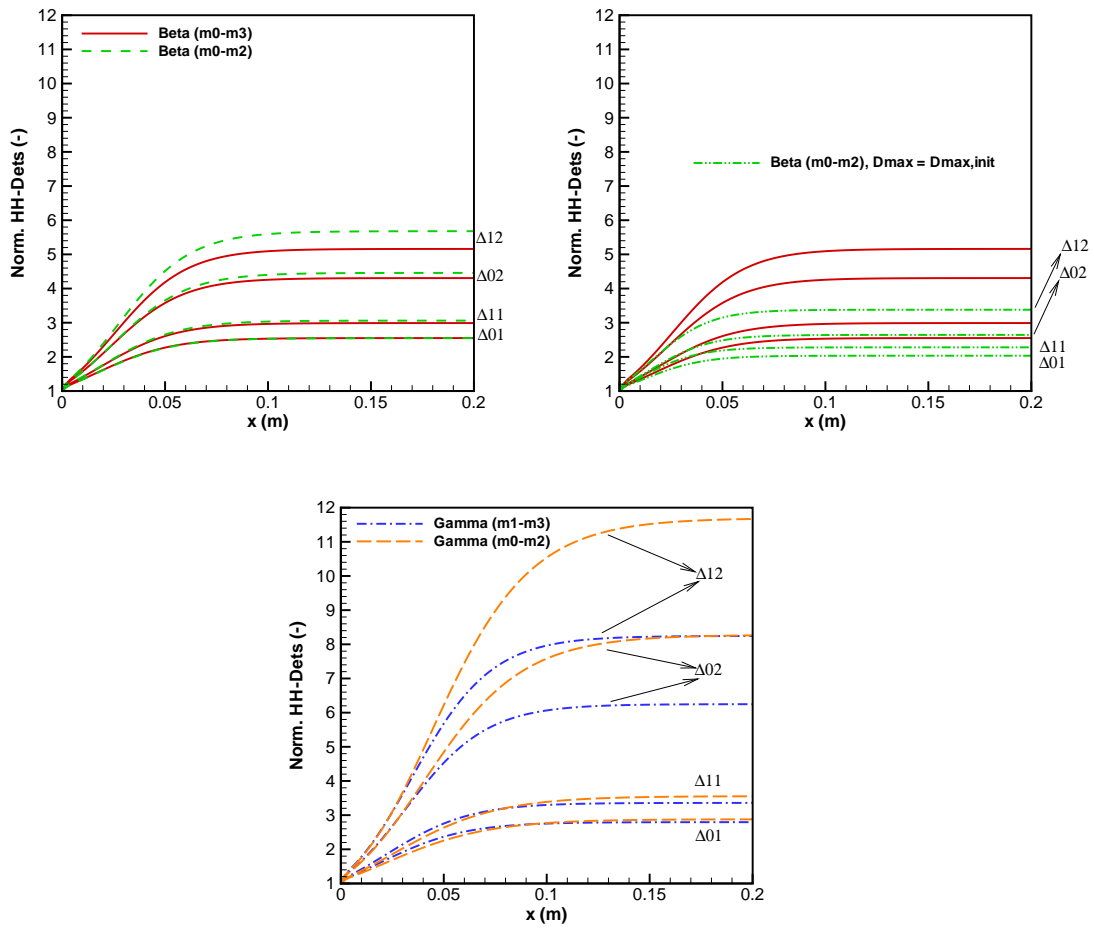 12
11
10
9
8
7
6
5
4
3
2
1
Norm. HH-Dets (-)
Beta (m0-m3)
Beta (m0-m2)
Δ12
Δ02
Δ11
Δ01
0
0.05
0.1
0.15
0.2
x (m)
12
11
10
9
8
7
6
5
4
3
2
1
Norm. HH-Dets (-)
Beta (m0-m2), Dmax = Dmax,init
Δ12
Δ02
Δ11
Δ01
0
0.05
0.1
0.15
0.2
x (m)
12
11
10
9
8
7
6
5
4
3
2
1
Norm. HH-Dets (-)
Gamma (m1-m3)
Gamma (m0-m2)
Δ12
Δ02
Δ11
Δ01
0
0.05
0.1
0.15
0.2
x (m)